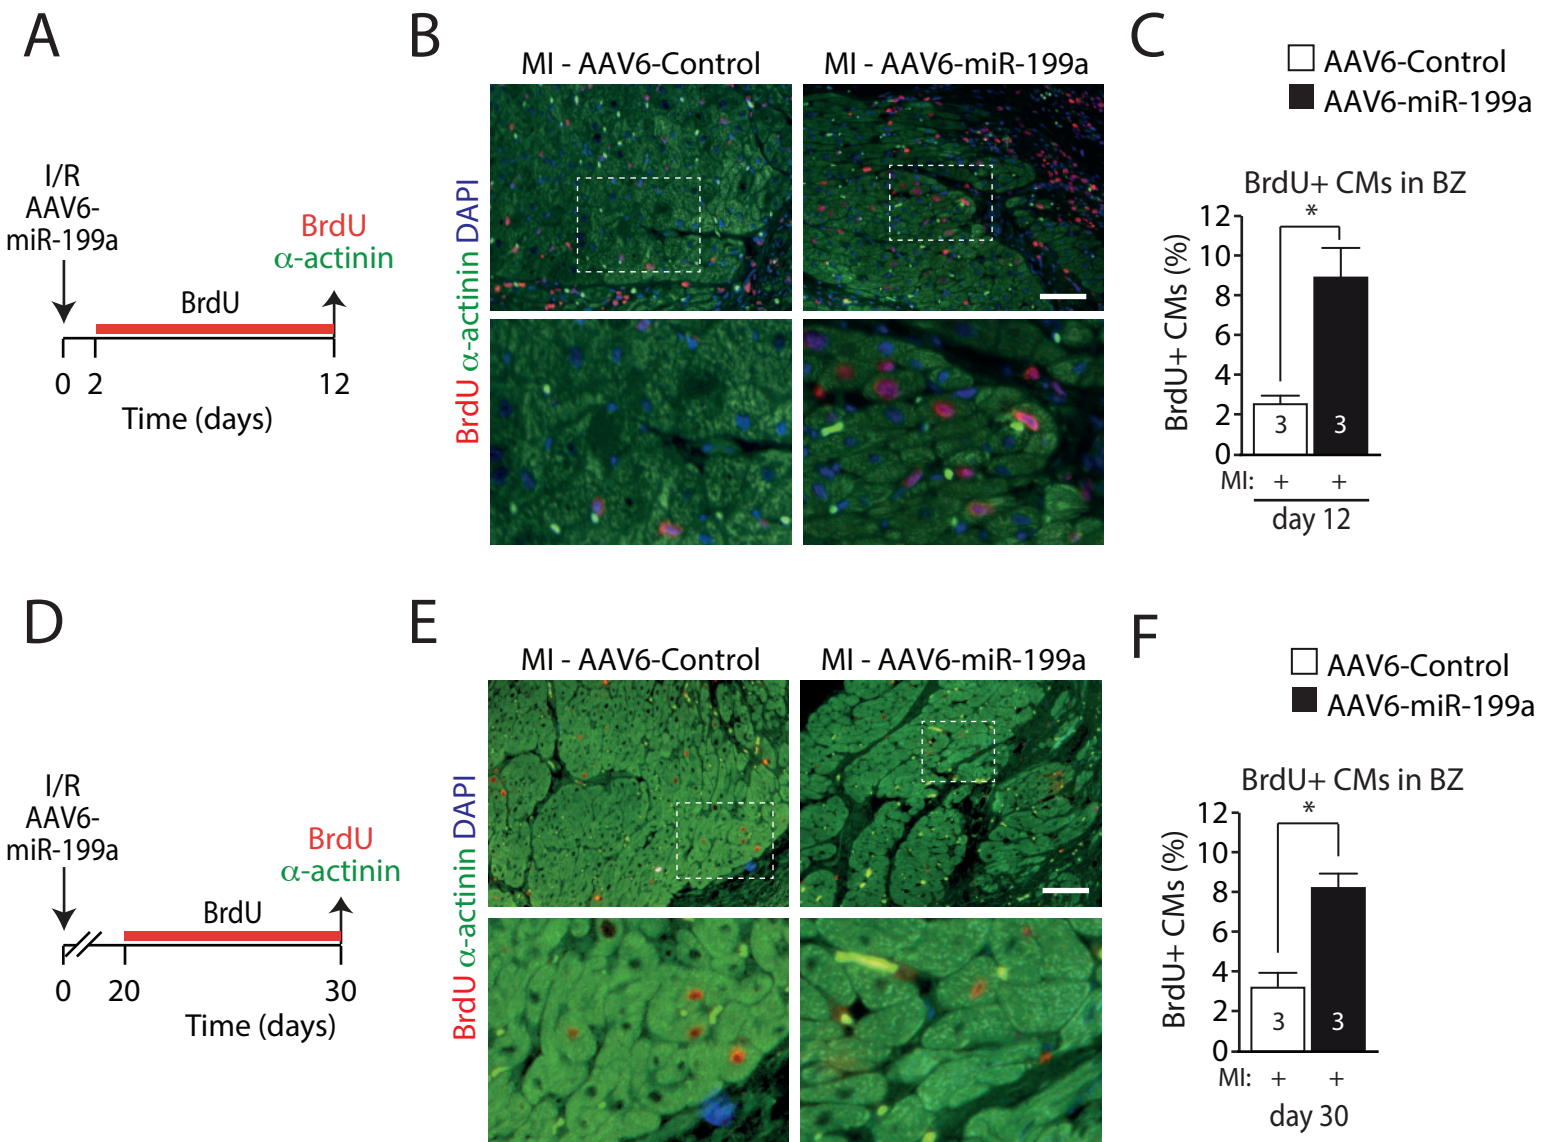 A
I/R
AAV6-
miR-199a
BrdU
α-actinin
BrdU
0 2 12
Time (days)
B
MI - AAV6-Control MI - AAV6-miR-199a
BrdU α-actinin DAPI
C
AAV6-Control
AAV6-miR-199a
BrdU+ CMs in BZ
*
BrdU+ CMs (%)
12
10
8
6
4
2
0
3 3
MI: + +
day 12
D
I/R
AAV6-
miR-199a
BrdU
α-actinin
BrdU
0 20 30
Time (days)
E
MI - AAV6-Control MI - AAV6-miR-199a
BrdU α-actinin DAPI
F
AAV6-Control
AAV6-miR-199a
BrdU+ CMs in BZ
*
BrdU+ CMs (%)
12
10
8
6
4
2
0
3 3
MI: + +
day 30